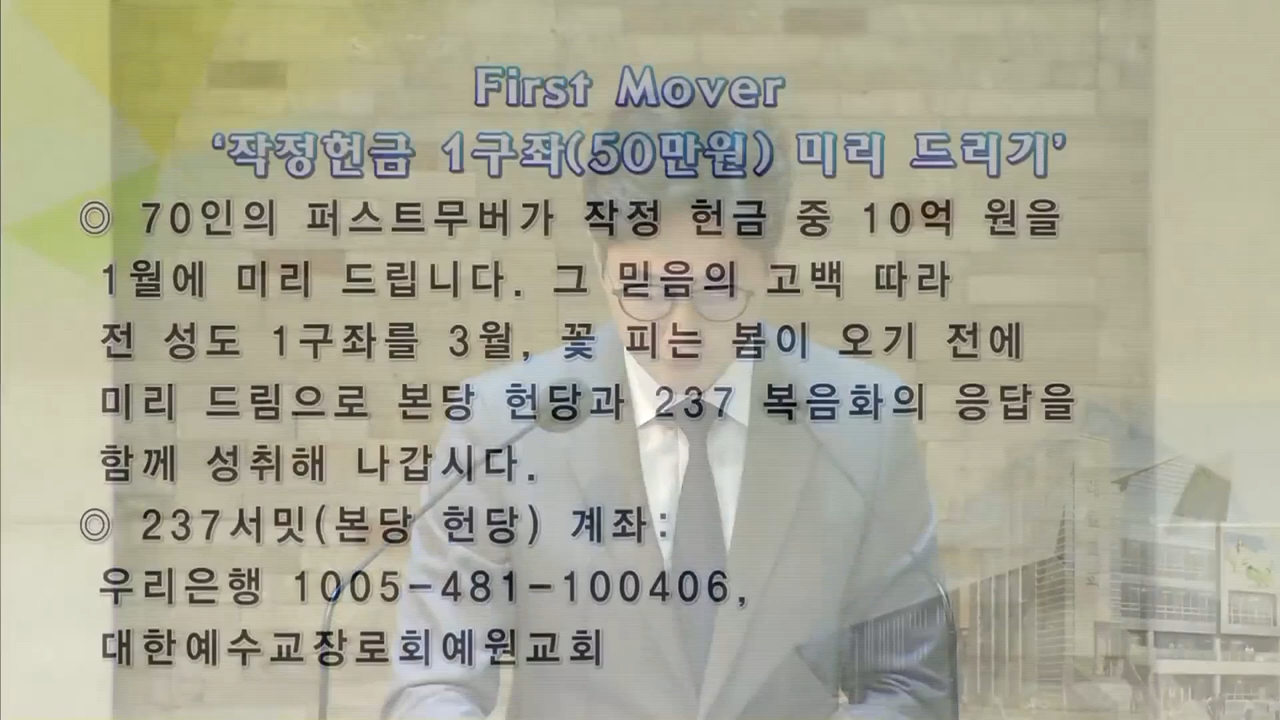 First Mover
‘작정헌금 1구좌(50만원) 미리 드리기’
◎ 70인의 퍼스트무버가 작정 헌금 중 10억 원을
1월에 미리 드립니다. 그 믿음의 고백 따라
전 성도 1구좌를 3월, 꽃 피는 봄이 오기 전에
미리 드림으로 본당 헌당과 237 복음화의 응답을
함께 성취해 나갑시다.
◎ 237서밋(본당 헌당) 계좌:
우리은행 1005-481-100406,
대한예수교장로회예원교회